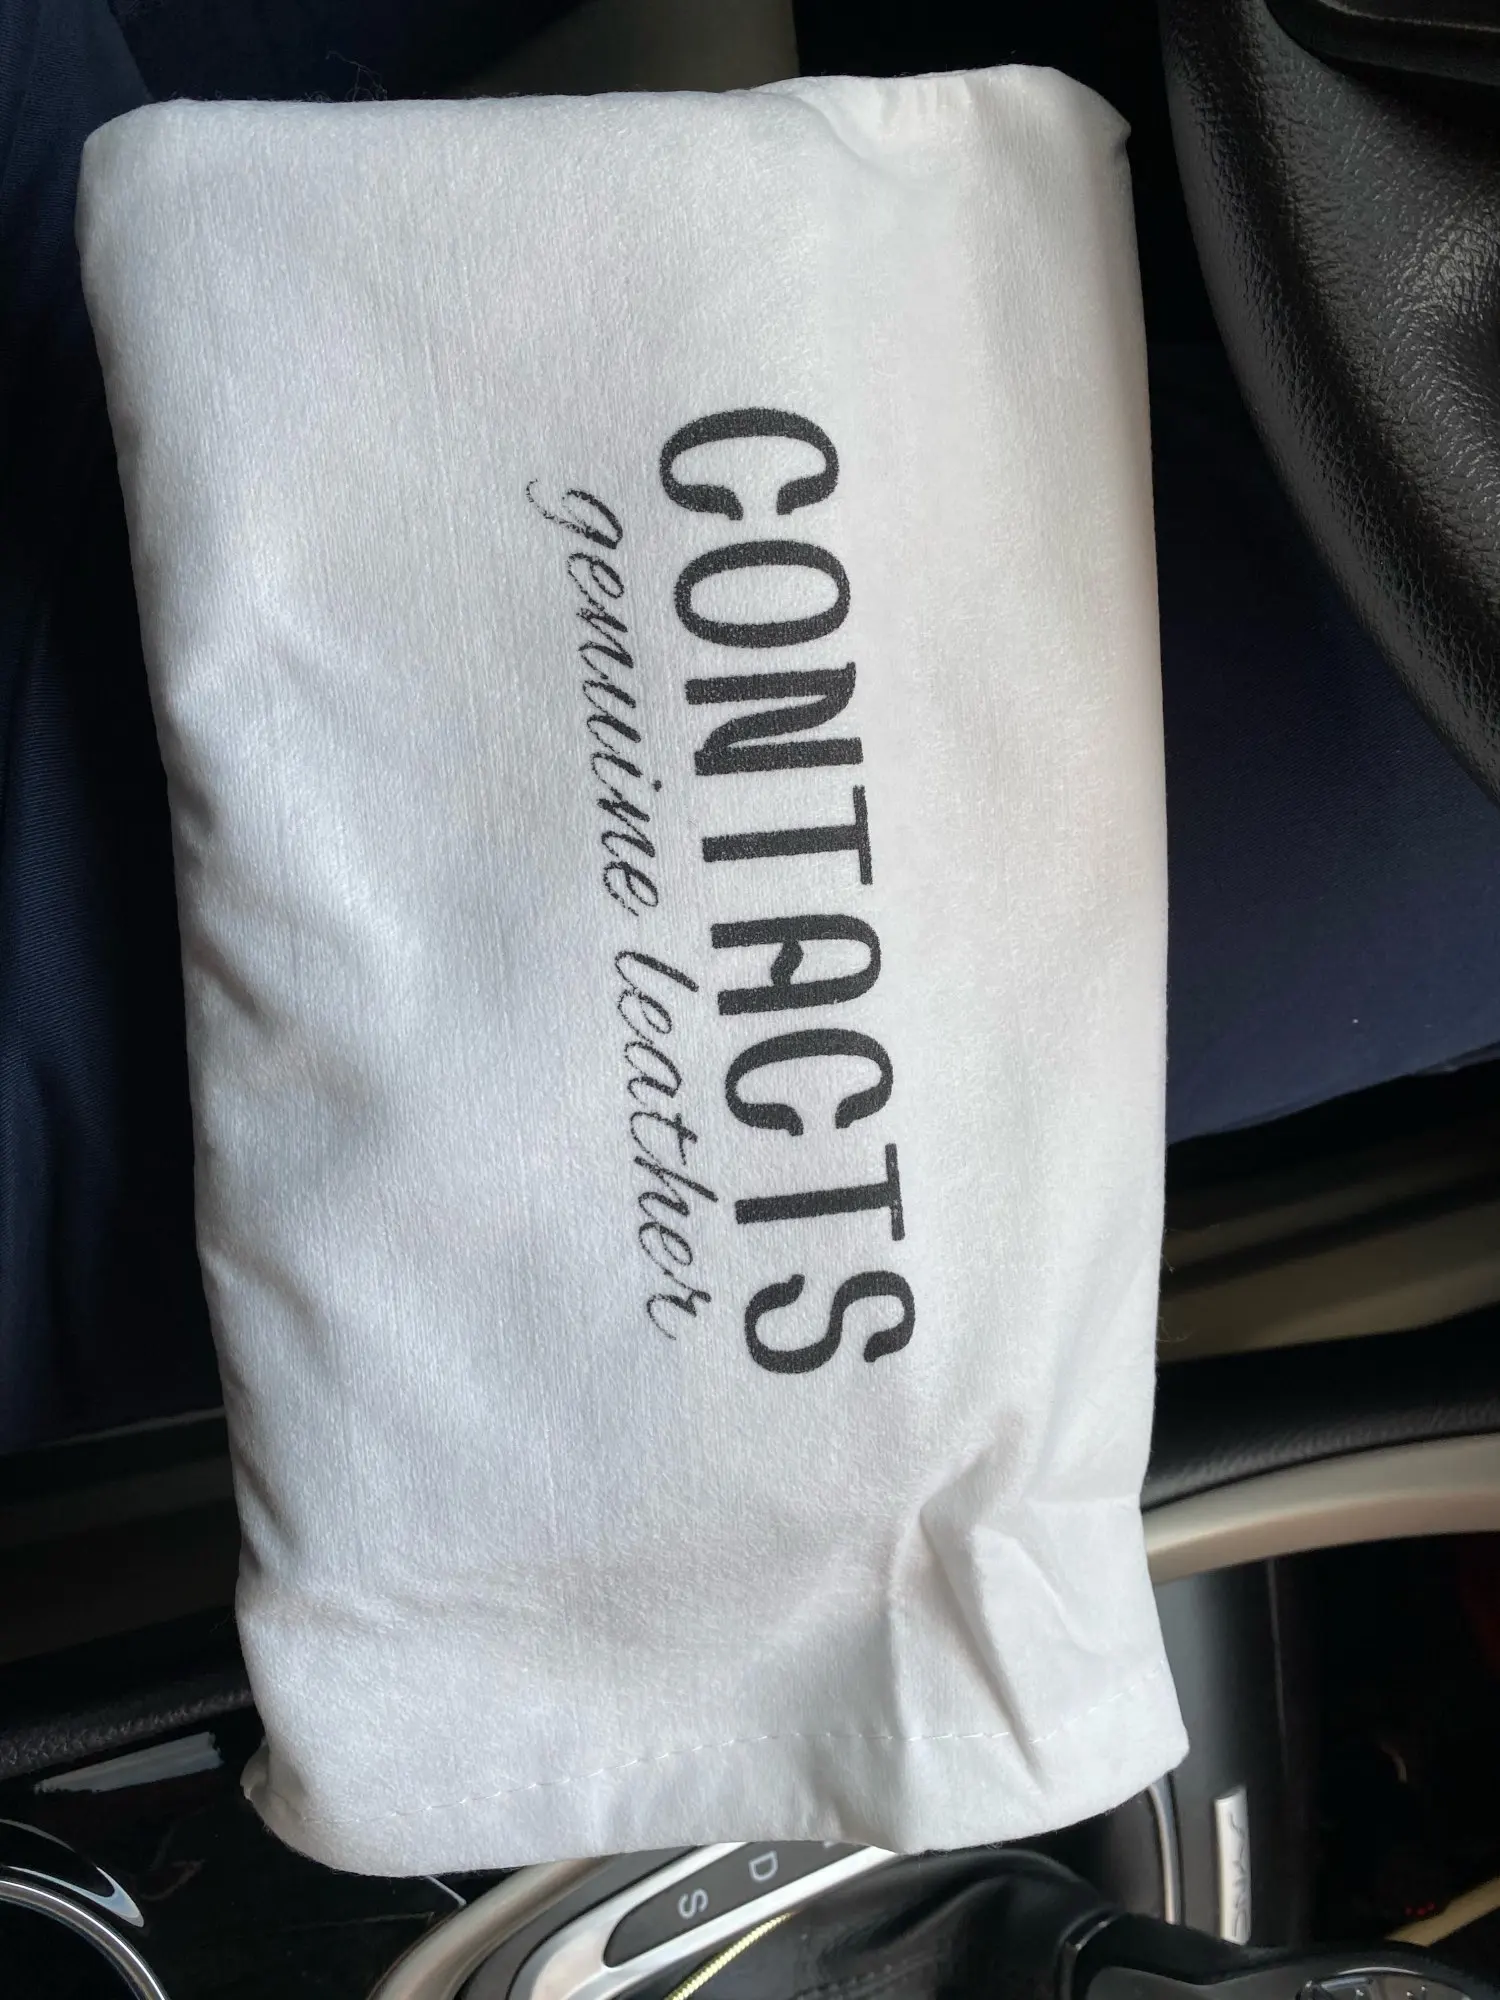 CONTACTS
genuine leather
D
S